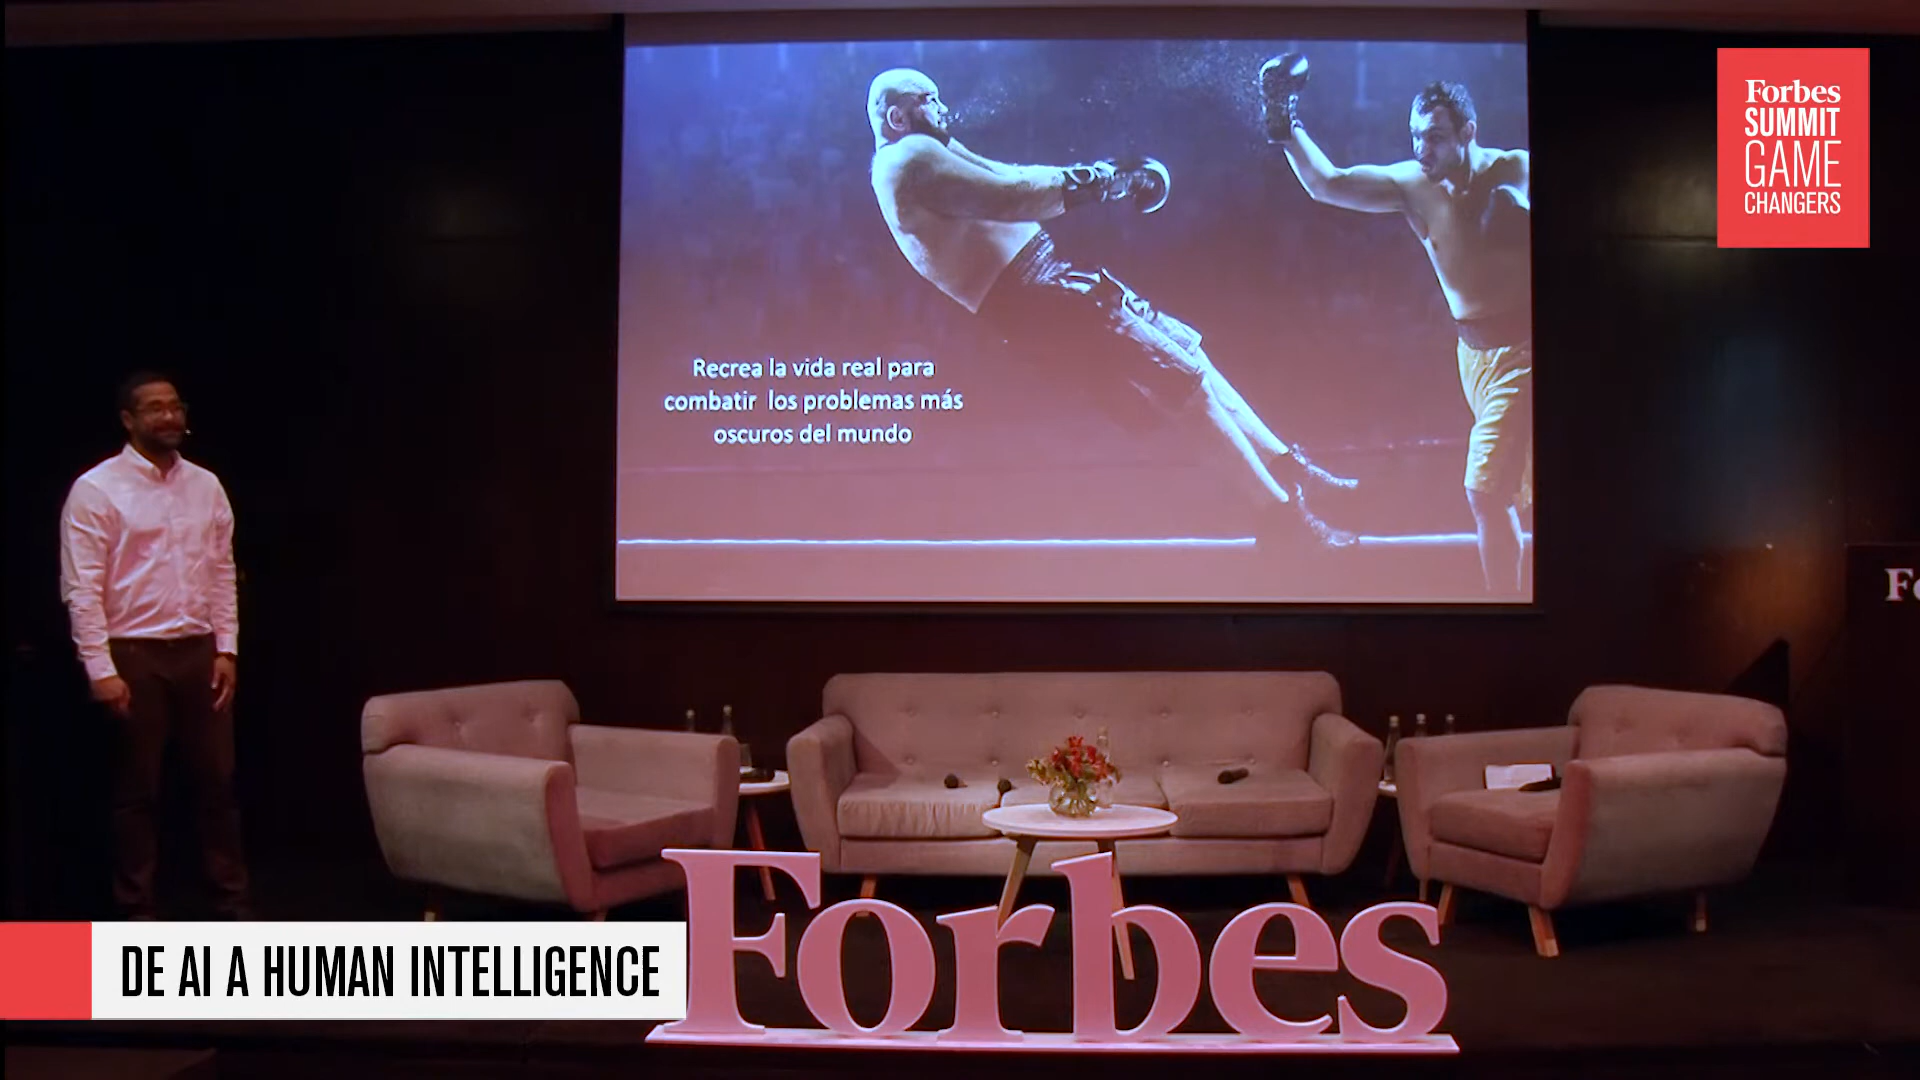 Forbes
SUMMIT
GAME
CHANGERS
Recrea la vida real para
combatir los problemas más
oscuros del mundo
DE AI A HUMAN INTELLIGENCE
Forbes